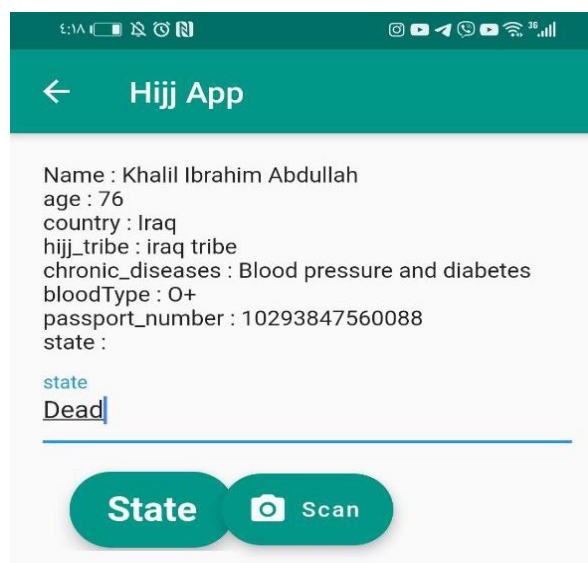 ٤:١٨
36
Hijj App
Name : Khalil Ibrahim Abdullah
age : 76
country : Iraq
hijj_tribe : iraq tribe
chronic_diseases : Blood pressure and diabetes
bloodType : O+
passport_number : 10293847560088
state :
state
Dead
State
Scan